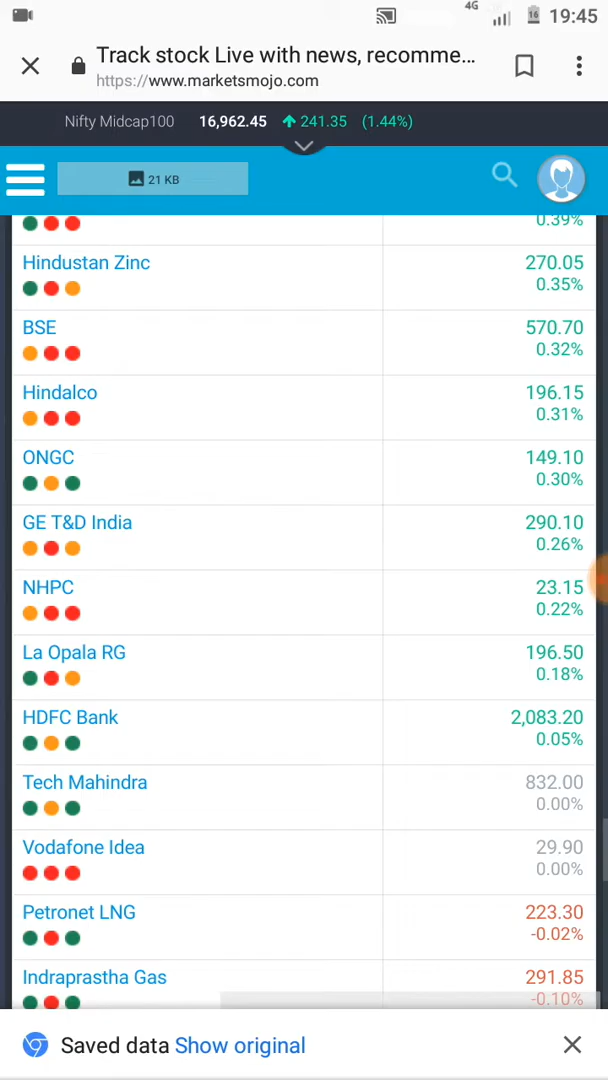 4G 16 19:45
Track stock Live with news, recomme...
https://www.marketsmojo.com
Nifty Midcap100 16,962.45 241.35 (1.44%)
21 KB
0.39%
Hindustan Zinc 270.05
0.35%
BSE 570.70
0.32%
Hindalco 196.15
0.31%
ONGC 149.10
0.30%
GE T&D India 290.10
0.26%
NHPC 23.15
0.22%
La Opala RG 196.50
0.18%
HDFC Bank 2,083.20
0.05%
Tech Mahindra 832.00
0.00%
Vodafone Idea 29.90
0.00%
Petronet LNG 223.30
-0.02%
Indraprastha Gas 291.85
-0.10%
Saved data Show original